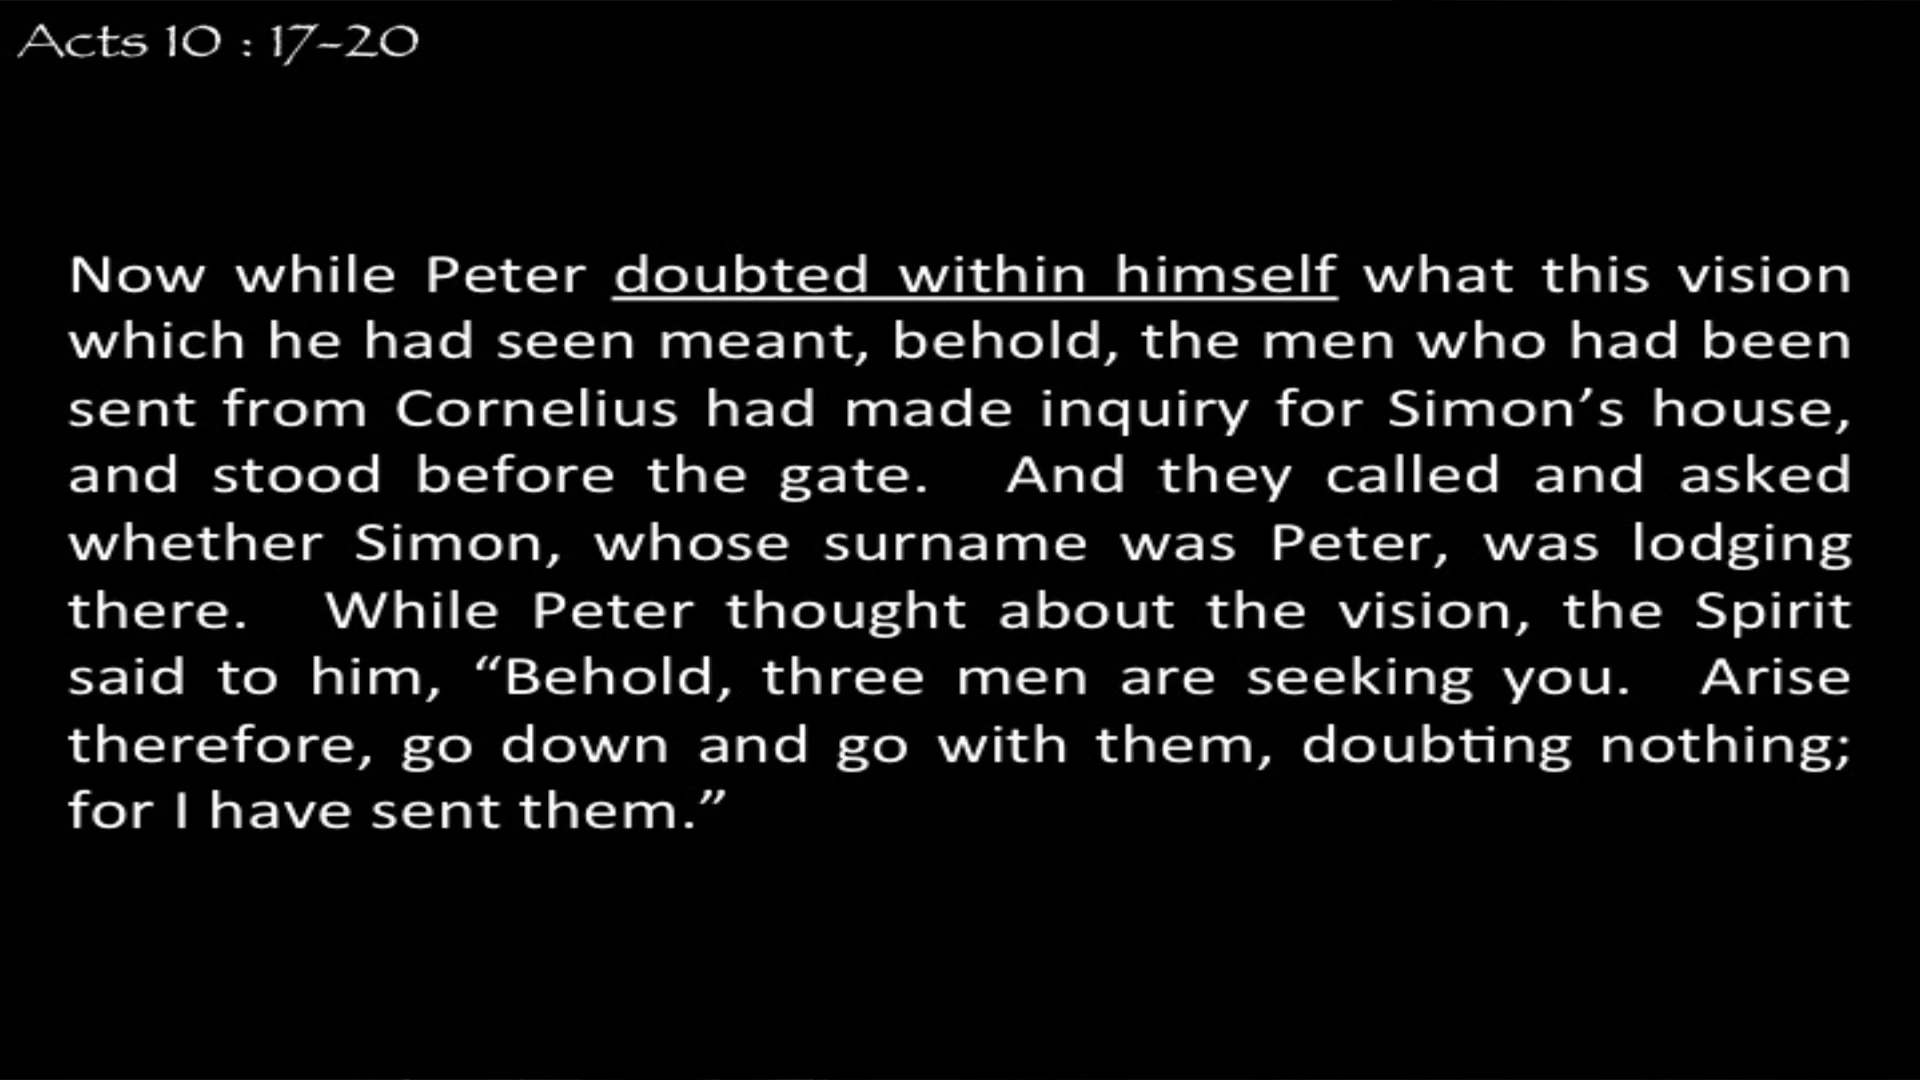 Acts 10 : 17-20
Now while Peter doubted within himself what this vision
which he had seen meant, behold, the men who had been
sent from Cornelius had made inquiry for Simon’s house,
and stood before the gate.  And they called and asked
whether Simon, whose surname was Peter, was lodging
there.  While Peter thought about the vision, the Spirit
said to him, “Behold, three men are seeking you.  Arise
therefore, go down and go with them, doubting nothing;
for I have sent them.”